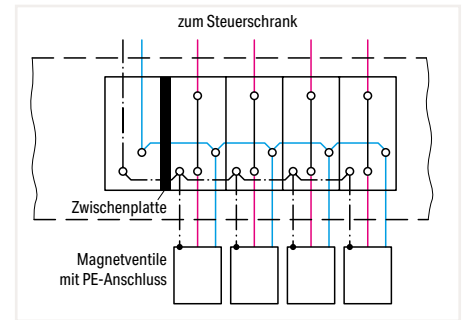 zum Steuerschrank
Zwischenplatte
Magnetventile
mit PE-Anschluss